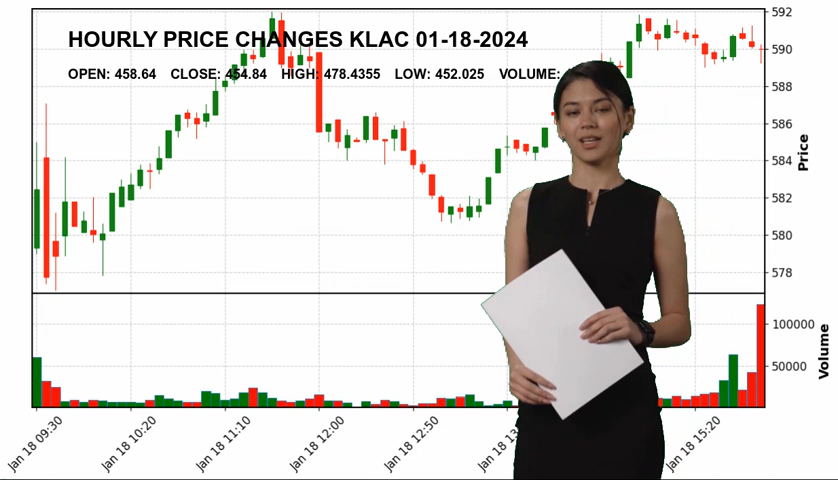 HOURLY PRICE CHANGES KLAC 01-18-2024
OPEN: 458.64 CLOSE: 454.84 HIGH: 478.4355 LOW: 452.025 VOLUME:
592
590
588
586
584
582
580
578
Price
100000
50000
Volume
Jan 18 09:30
Jan 18 10:20
Jan 18 11:10
Jan 18 12:00
Jan 18 12:50
Jan 18 15:20